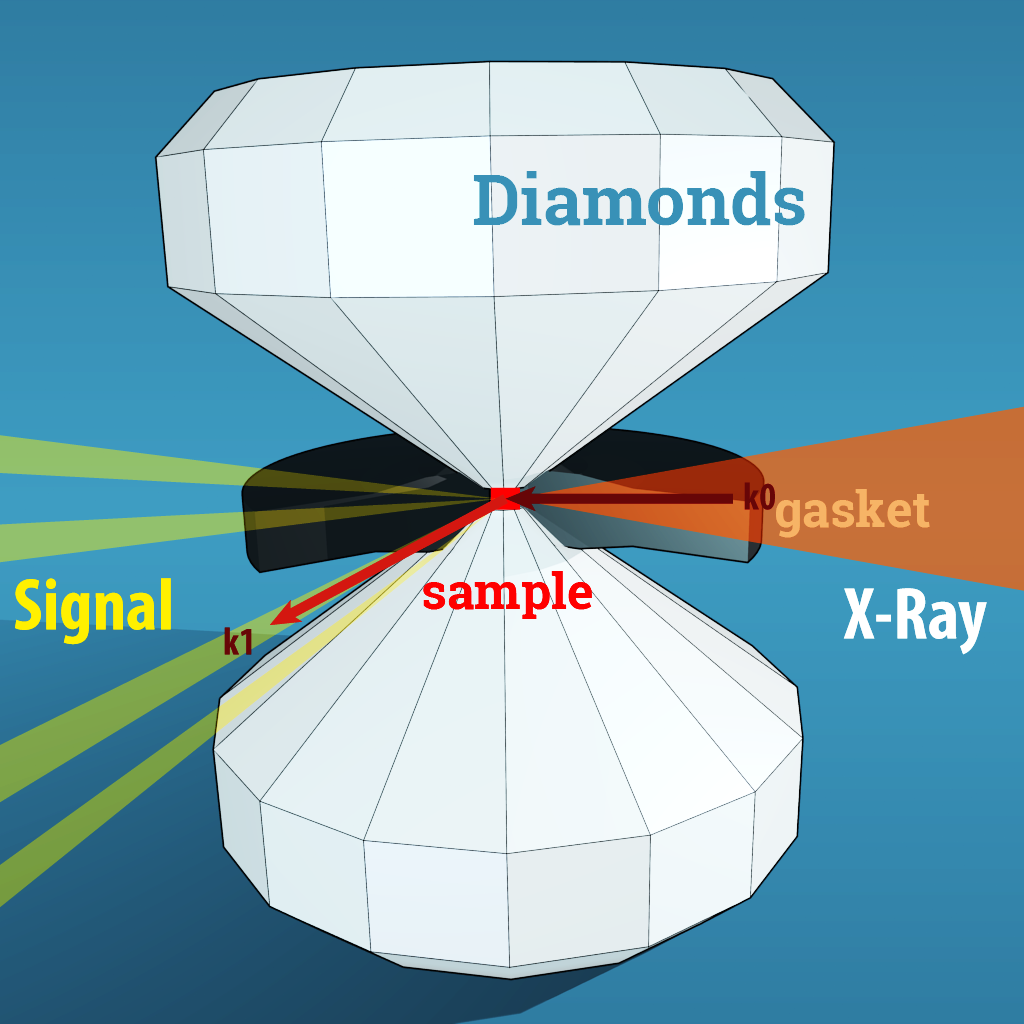 Diamonds
k0
gasket
sample
Signal
X-Ray
k1